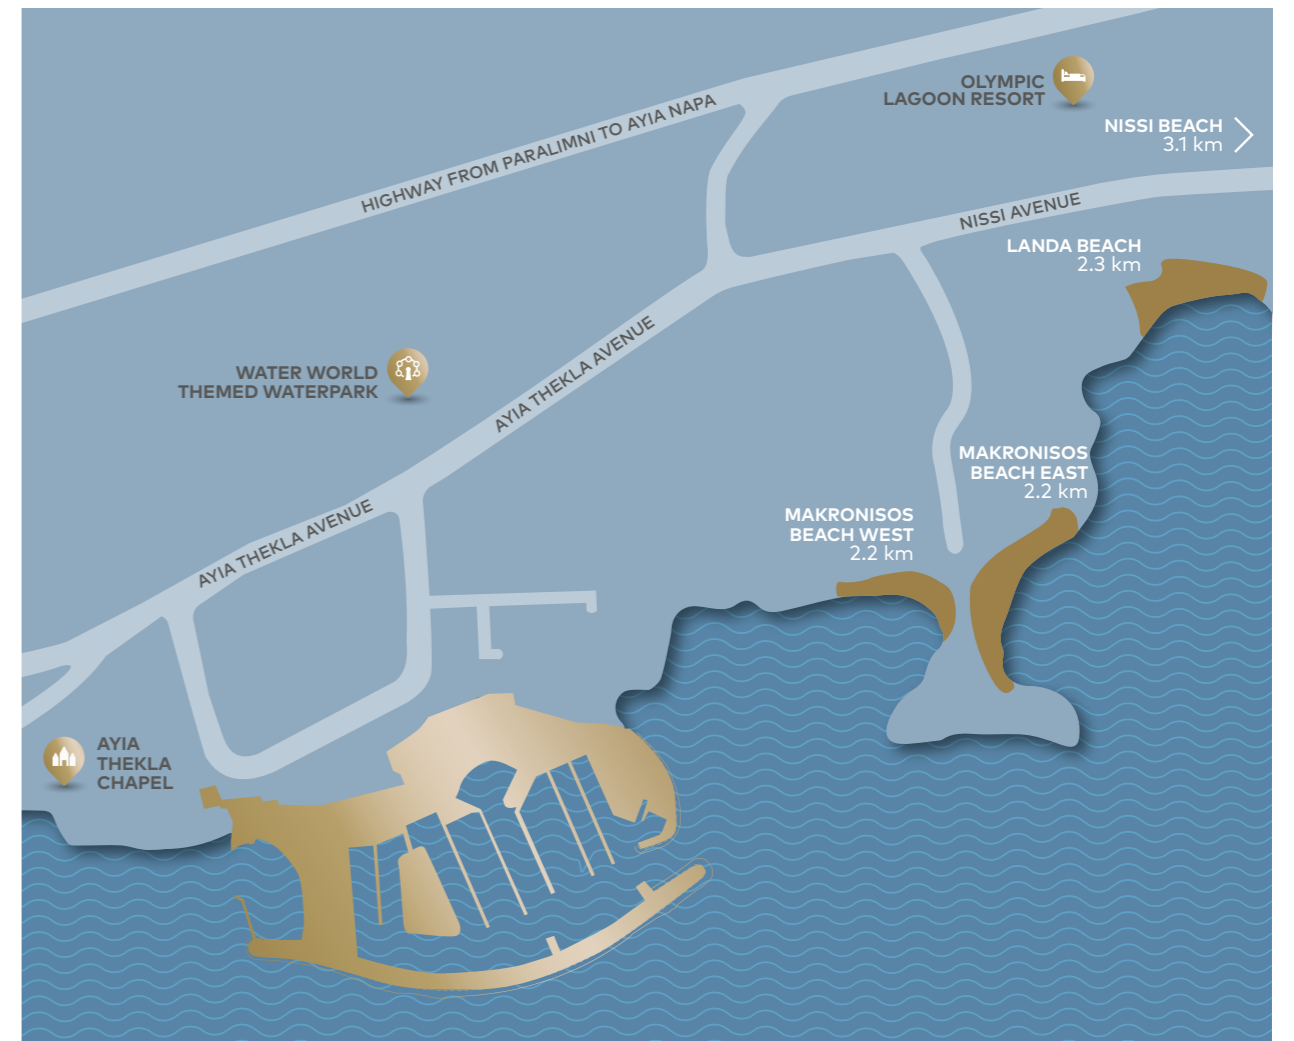 OLYMPIC
LAGOON RESORT
HIGHWAY FROM PARALIMNI TO AYIA NAPA
NISSI BEACH
3.1 km
NISSI AVENUE
LANDA BEACH
2.3 km
WATER WORLD
THEMED WATERPARK
AYIA THEKLA AVENUE
MAKRONISOS
BEACH EAST
2.2 km
MAKRONISOS
BEACH WEST
2.2 km
AYIA THEKLA AVENUE
AYIA
THEKLA
CHAPEL